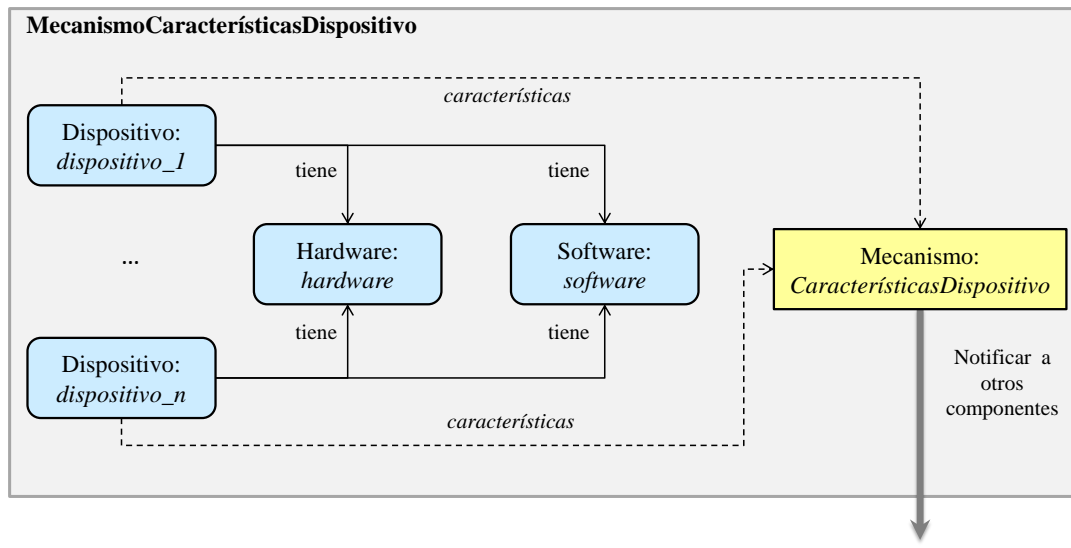 MecanismoCaracterísticasDispositivo
características
Dispositivo:
dispositivo_1
tiene
tiene
...
Hardware:
hardware
Software:
software
Mecanismo:
CaracterísticasDispositivo
tiene
tiene
Dispositivo:
dispositivo_n
características
Notificar a
otros
componentes